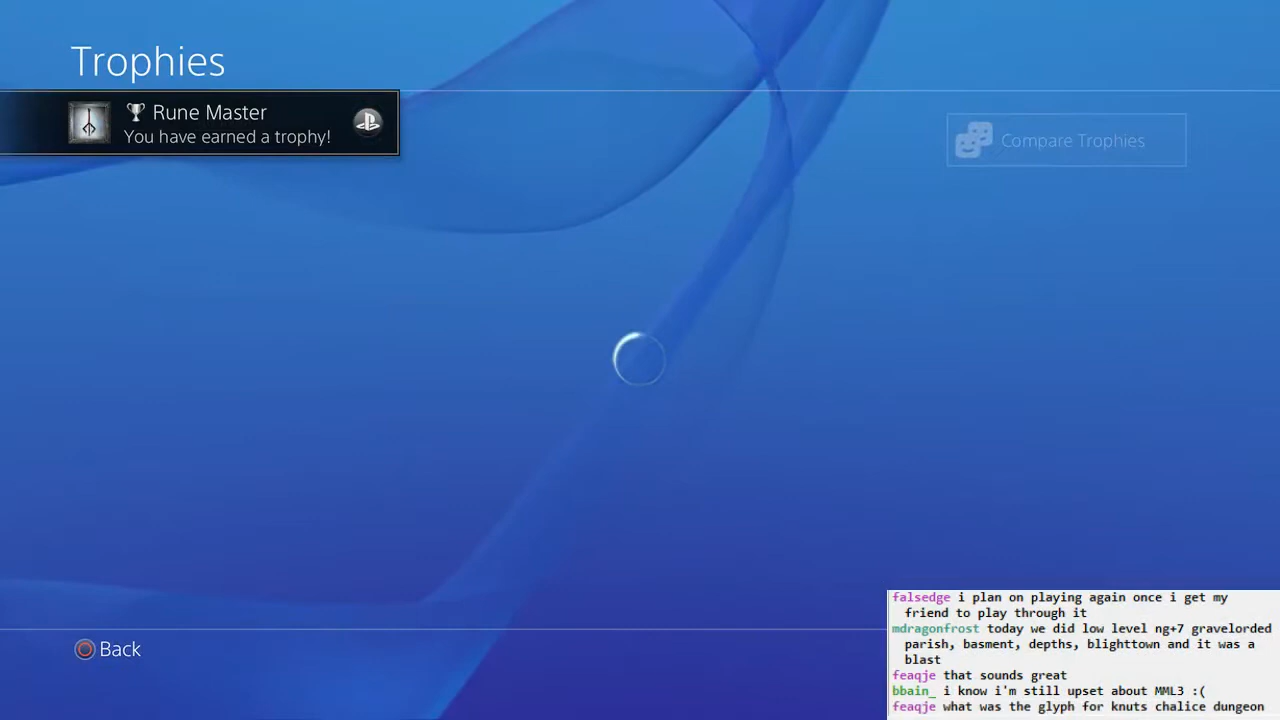 Trophies
Rune Master
You have earned a trophy!
Compare Trophies
Back
falsedge i plan on playing again once i get my
friend to play through it
mdragonfrost today we did low level ng+7 gravelorded
parish, basment, depths, blighttown and it was a
blast
feaqje that sounds great
bbain_ i know i'm still upset about MML3 :(
feaqje what was the glyph for knuts chalice dungeon